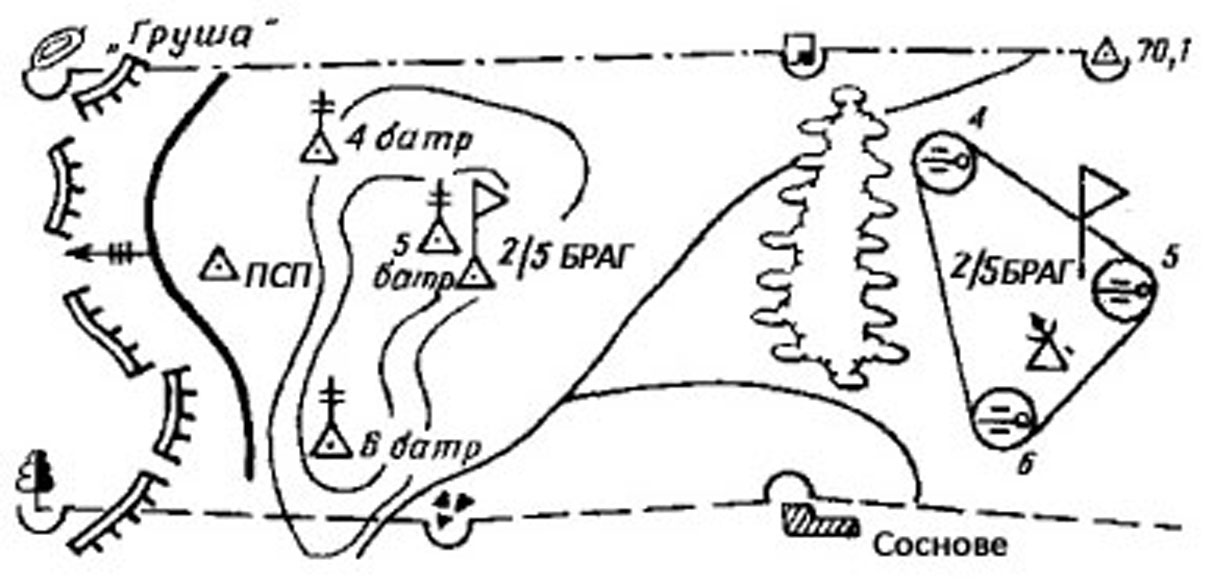 „Груша"
70,1
4 батр
4
5
батр
2/5 БРАГ
ПСП
2/5БРАГ
5
6 батр
6
Соснове